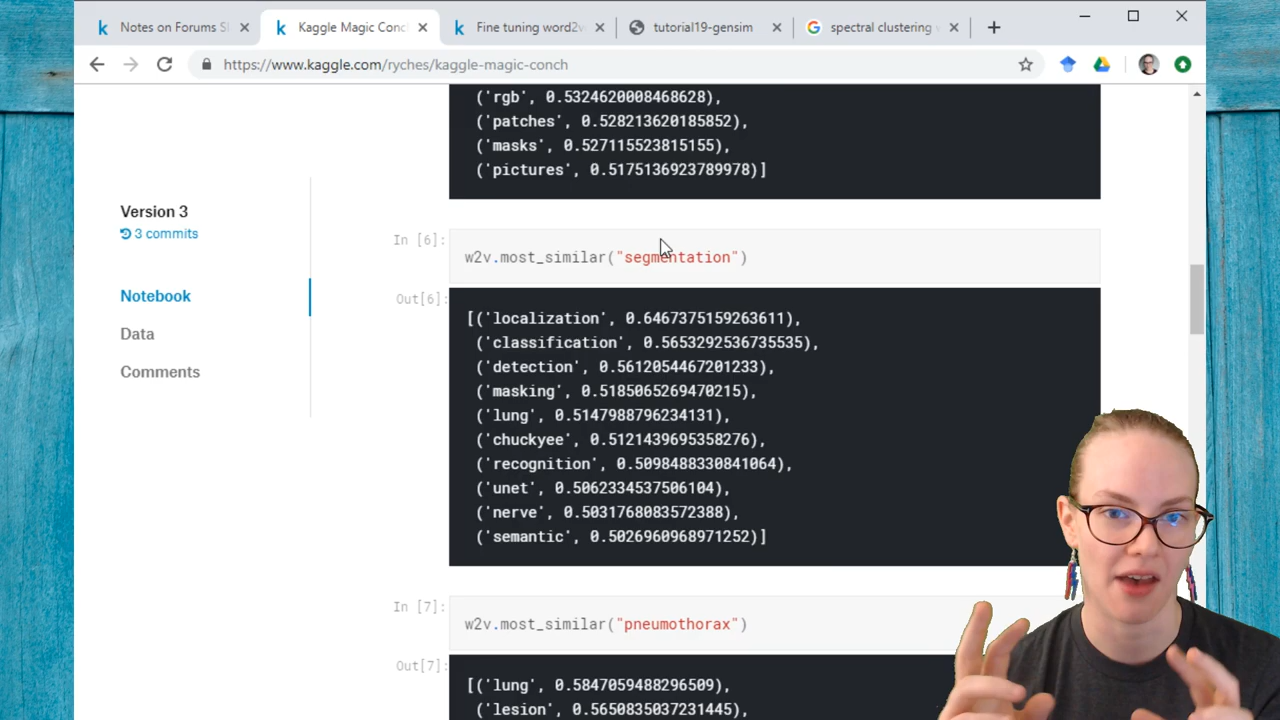 Notes on Forums S
Kaggle Magic Conc
Fine tuning word2v
tutorial19-gensim
spectral clustering
https://www.kaggle.com/ryches/kaggle-magic-conch
('rgb', 0.5324620008468628),
('patches', 0.528213620185852),
('masks', 0.527115523815155),
('pictures', 0.5175136923789978)]
Version 3
3 commits
Notebook
Data
Comments
In [6]:
w2v.most_similar("segmentation")
Out[6]:
[('localization', 0.6467375159263611),
('classification', 0.5653292536735535),
('detection', 0.5612054467201233),
('masking', 0.5185065269470215),
('lung', 0.5147988796234131),
('chuckyee', 0.5121439695358276),
('recognition', 0.5098488330841064),
('unet', 0.5062334537506104),
('nerve', 0.5031768083572388),
('semantic', 0.5026960968971252)]
In [7]:
w2v.most_similar("pneumothorax")
Out[7]:
[('lung', 0.5847059488296509),
('lesion', 0.5650835037231445),